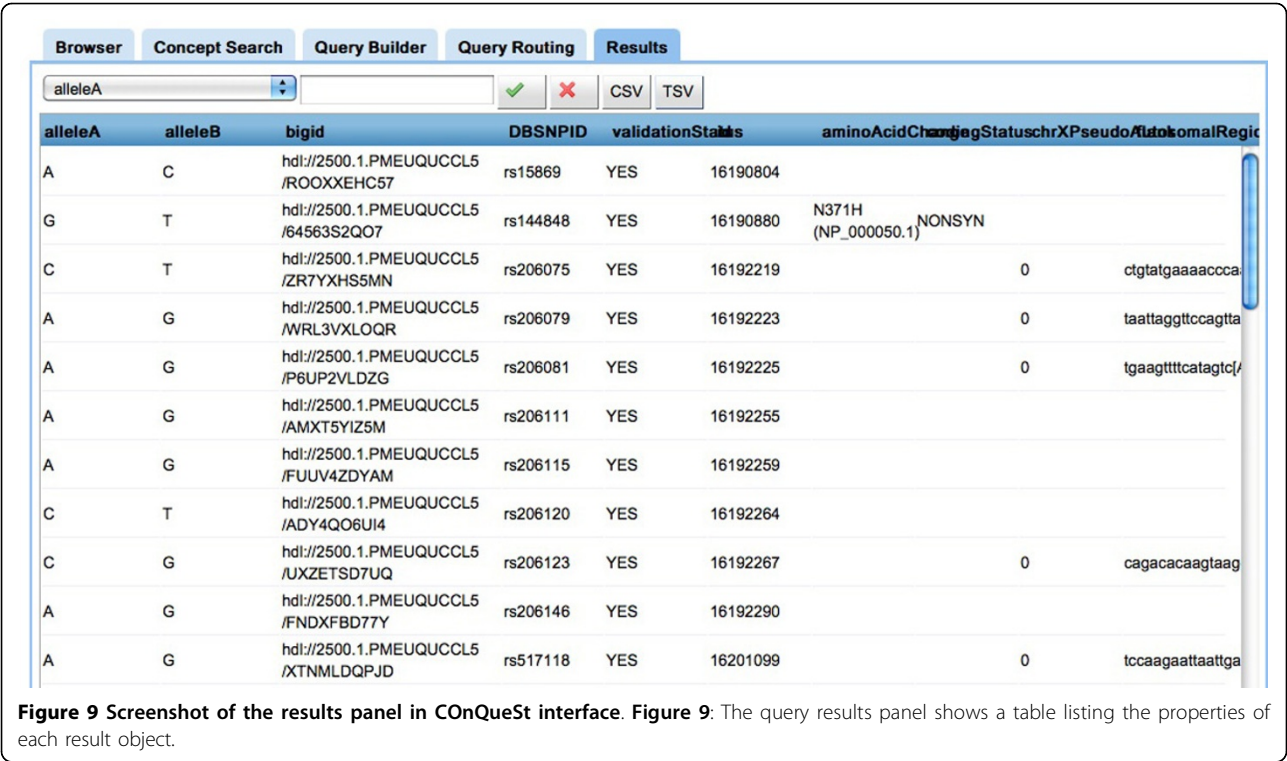 Browser Concept Search Query Builder Query Routing Results
alleleA CSV TSV
alleleA alleleB bigid DBSNPID validationStatus aminoAcidChange codingStatus chrXPseudoAutosomalRegio
A C hdl://2500.1.PMEUQUCCL5 rs15869 YES 16190804
/ROOXXEHC57
G T hdl://2500.1.PMEUQUCCL5 rs144848 YES 16190880 N371H NONSYN
/64563S2QO7 (NP_000050.1)
C T hdl://2500.1.PMEUQUCCL5 rs206075 YES 16192219 0 ctgtatgaaaaccca
/ZR7YXHS5MN
A G hdl://2500.1.PMEUQUCCL5 rs206079 YES 16192223 0 taattaggttccagtta
/WRL3VXLOQR
A G hdl://2500.1.PMEUQUCCL5 rs206081 YES 16192225 0 tgaagttttcatagtc[A
/P6UP2VLDZG
A G hdl://2500.1.PMEUQUCCL5 rs206111 YES 16192255
/AMXT5YIZ5M
A G hdl://2500.1.PMEUQUCCL5 rs206115 YES 16192259
/FUUV4ZDYAM
C T hdl://2500.1.PMEUQUCCL5 rs206120 YES 16192264
/ADY4QO6UI4
C G hdl://2500.1.PMEUQUCCL5 rs206123 YES 16192267 0 cagacacaagtaag
/UXZETSD7UQ
A G hdl://2500.1.PMEUQUCCL5 rs206146 YES 16192290
/FNDXFBD77Y
A G hdl://2500.1.PMEUQUCCL5 rs517118 YES 16201099 0 tccaagaattaattga
/XTNMLDQPJD
Figure 9 Screenshot of the results panel in COnQueSt interface. Figure 9: The query results panel shows a table listing the properties of
each result object.